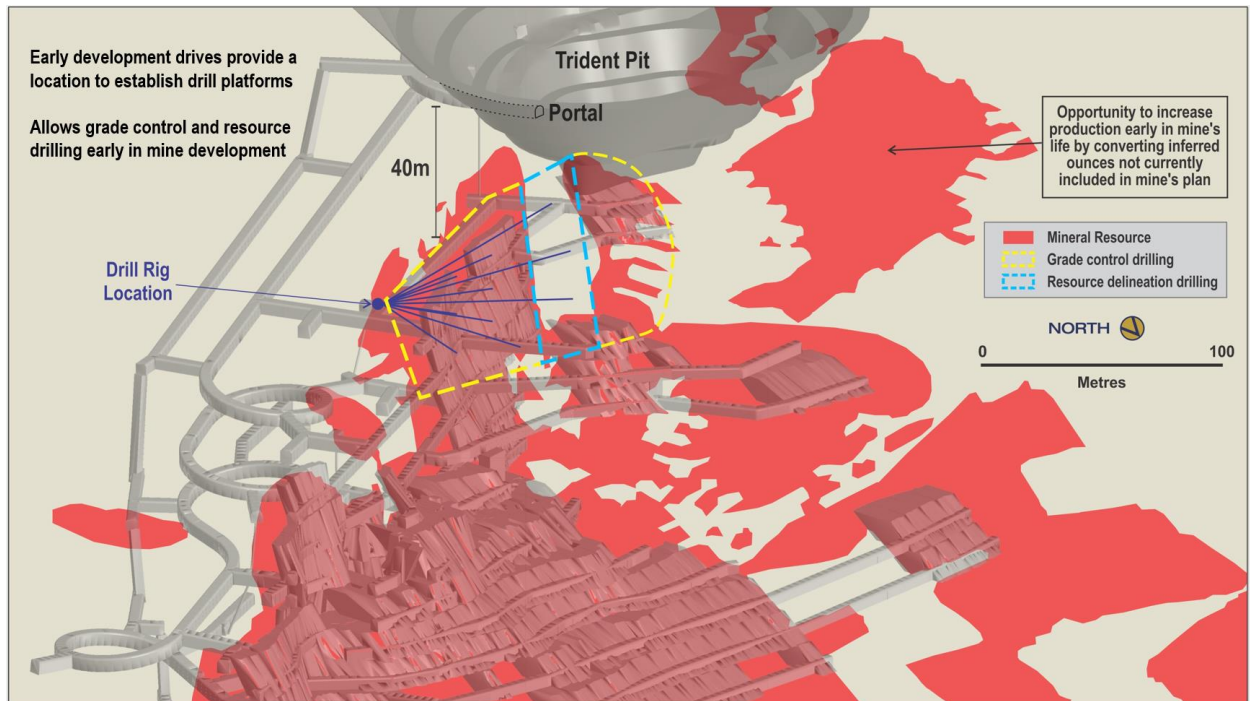 Early development drives provide a
location to establish drill platforms
Allows grade control and resource
drilling early in mine development
Trident Pit
Portal
40m
Drill Rig
Location
Opportunity to increase
production early in mine's
life by converting inferred
ounces not currently
included in mine's plan
Mineral Resource
Grade control drilling
Resource delineation drilling
NORTH
0
100
Metres